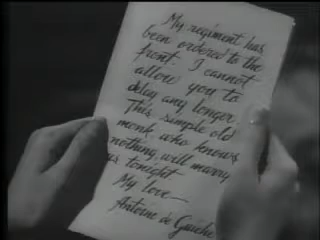 My regiment has
been ordered to the
front. I cannot
allow you to
delay any longer.
This simple old
monk who knows
nothing, will marry
us tonight
My love—
Antoine de Guiche